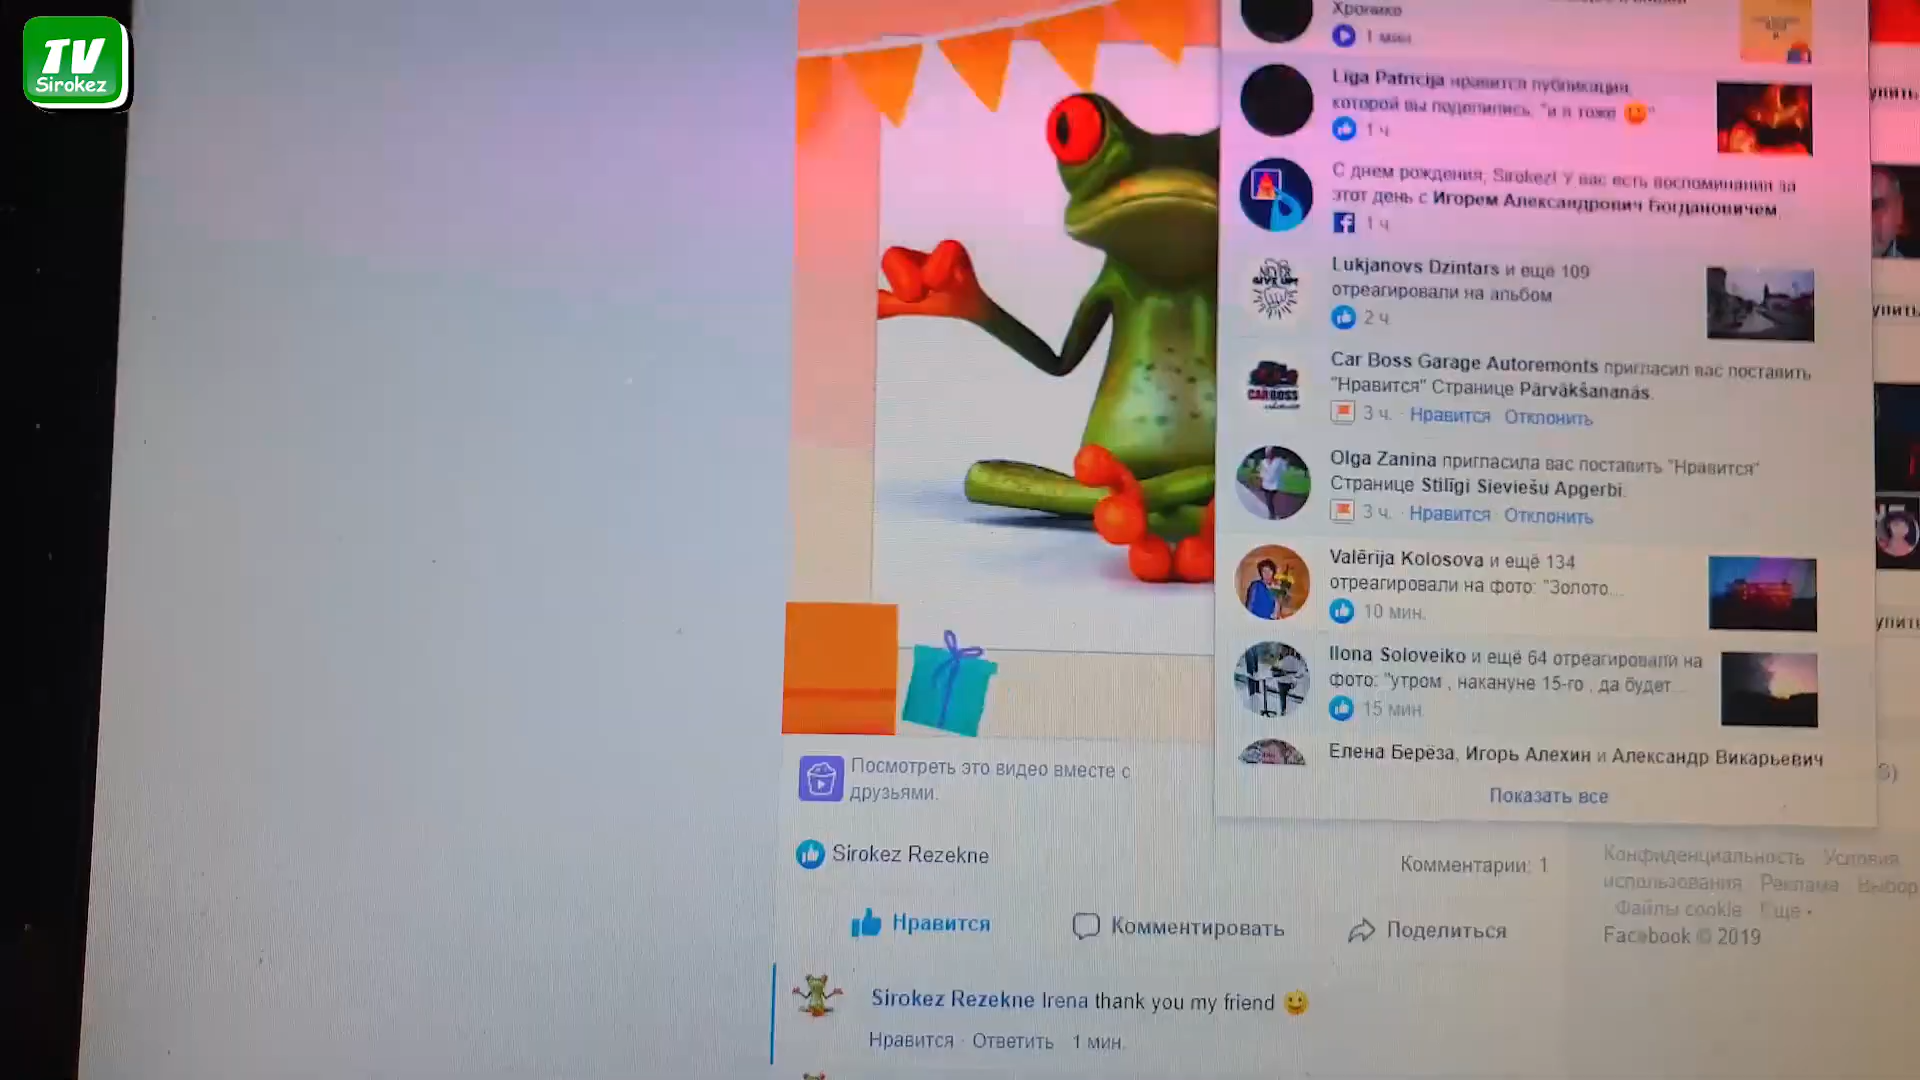 TV
Sirokez
Хронике
1 мин
Liga Patricija нравится публикация,
которой вы поделились: "и я тоже
1 ч
С днем рождения, Sirokez! У вас есть воспоминания за
этот день с Игорем Александрович Богдановичем.
1 ч
Lukjanovs Dzintars и ещё 109
отреагировали на альбом
2 ч
Car Boss Garage Autoremonts пригласил вас поставить
"Нравится" Странице Pārvākšananās.
3 ч. · Нравится · Отклонить
Olga Zanina пригласила вас поставить "Нравится"
Странице Stilīgi Sieviešu Apgerbi.
3 ч. · Нравится · Отклонить
Valērija Kolosova и ещё 134
отреагировали на фото: "Золото...
10 мин.
Ilona Soloveiko и ещё 64 отреагировали на
фото: "утром , накануне 15-го , да будет...
15 мин.
Елена Берёза, Игорь Алехин и Александр Викарьевич
Показать все
Посмотреть это видео вместе с
друзьями.
Sirokez Rezekne
Комментарии: 1
Нравится
Комментировать
Поделиться
Sirokez Rezekne Irena thank you my friend
Нравится · Ответить · 1 мин.
Конфиденциальность · Условия
использования · Реклама · Выбор
Файлы cookie · Еще
Facebook © 2019